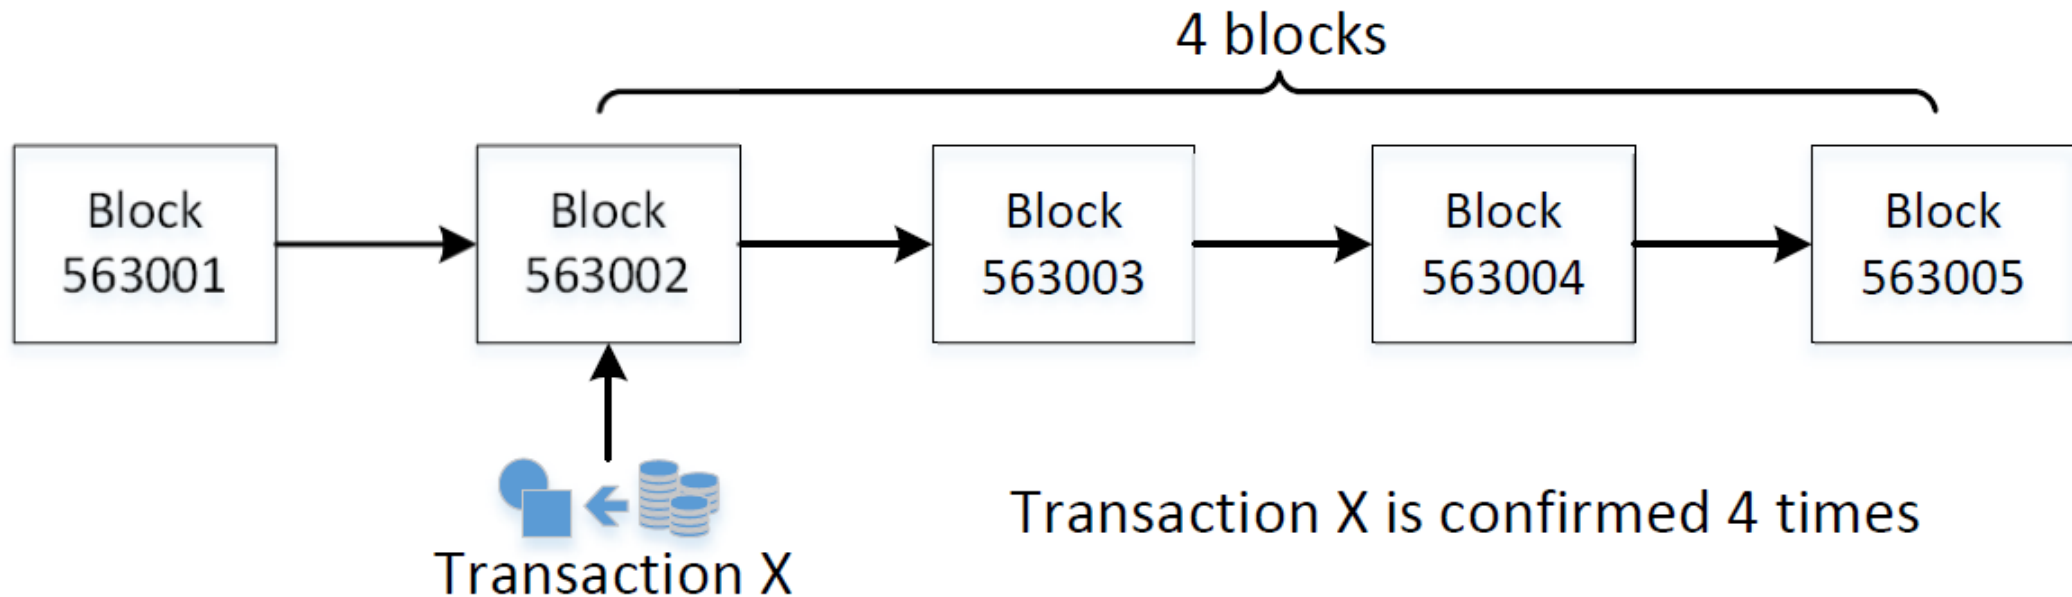 4 blocks
Block
563001
Block
563002
Block
563003
Block
563004
Block
563005
Transaction X
Transaction X is confirmed 4 times